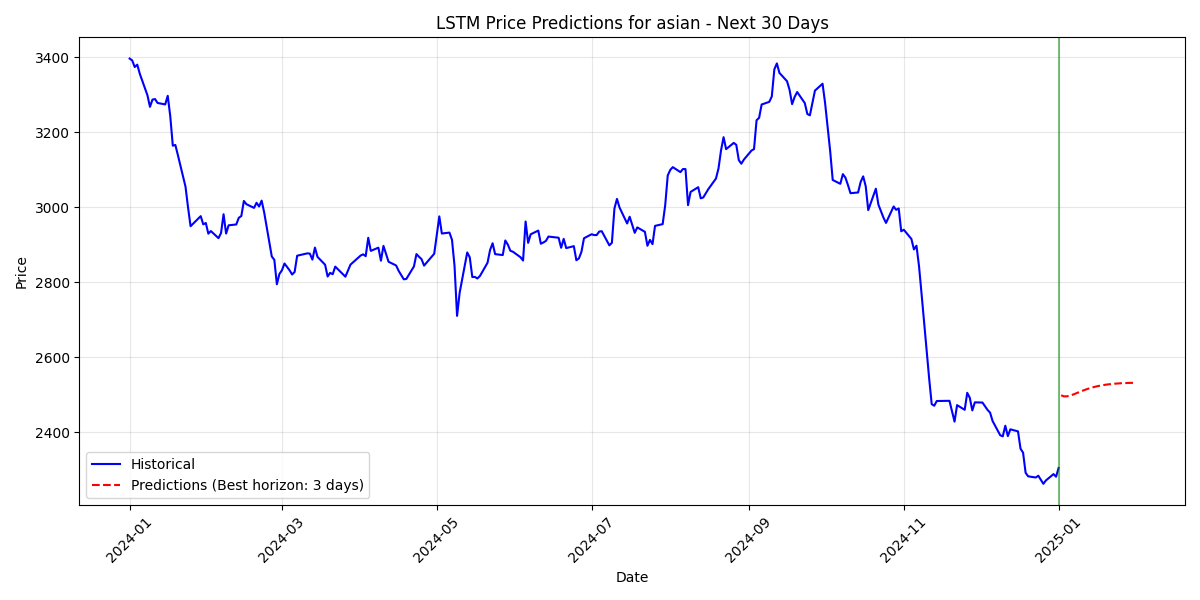 LSTM Price Predictions for asian - Next 30 Days
3400
3200
3000
2800
2600
2400
Price
Historical
Predictions (Best horizon: 3 days)
2024-01
2024-03
2024-05
2024-07
2024-09
2024-11
2025-01
Date